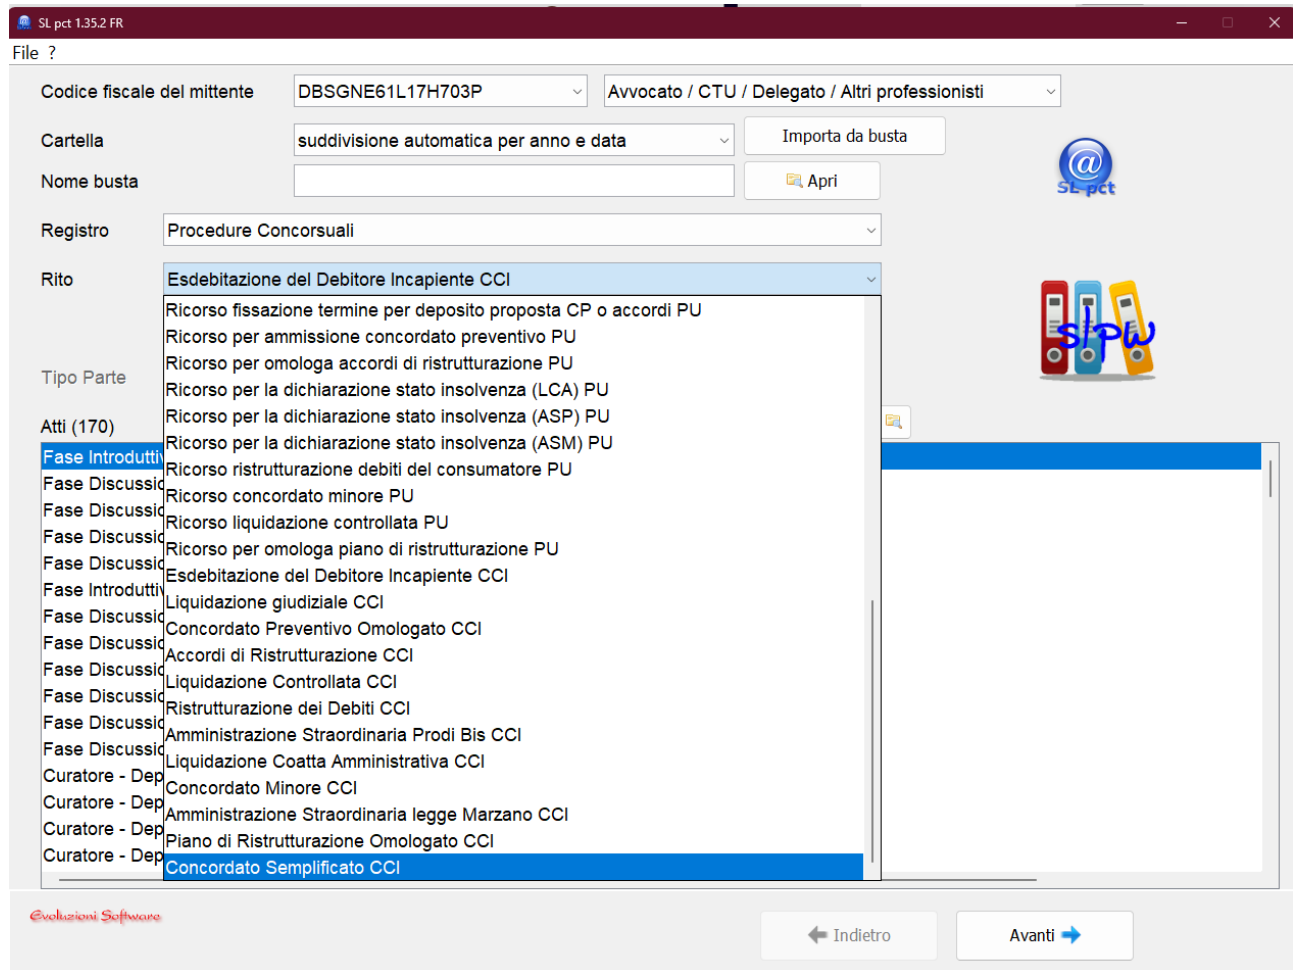 SL pct 1.35.2 FR
File ?
Codice fiscale del mittente DBSGNE61L17H703P Avvocato / CTU / Delegato / Altri professionisti
Cartella suddivisione automatica per anno e data Importa da busta
Nome busta Apri
SL pct
Registro Procedure Concorsuali
Rito Esdebitazione del Debitore Incapiente CCI
slpw
Tipo Parte
Atti (170)
Ricorso fissazione termine per deposito proposta CP o accordi PU
Ricorso per ammissione concordato preventivo PU
Ricorso per omologa accordi di ristrutturazione PU
Ricorso per la dichiarazione stato insolvenza (LCA) PU
Ricorso per la dichiarazione stato insolvenza (ASP) PU
Ricorso per la dichiarazione stato insolvenza (ASM) PU
Ricorso ristrutturazione debiti del consumatore PU
Ricorso concordato minore PU
Ricorso liquidazione controllata PU
Ricorso per omologa piano di ristrutturazione PU
Esdebitazione del Debitore Incapiente CCI
Liquidazione giudiziale CCI
Concordato Preventivo Omologato CCI
Accordi di Ristrutturazione CCI
Liquidazione Controllata CCI
Ristrutturazione dei Debiti CCI
Amministrazione Straordinaria Prodi Bis CCI
Liquidazione Coatta Amministrativa CCI
Concordato Minore CCI
Amministrazione Straordinaria legge Marzano CCI
Piano di Ristrutturazione Omologato CCI
Concordato Semplificato CCI
Fase Introdutti
Fase Discussio
Fase Discussio
Fase Discussio
Fase Discussio
Fase Introdutti
Fase Discussio
Fase Discussio
Fase Discussio
Fase Discussio
Fase Discussio
Fase Discussio
Curatore - Dep
Curatore - Dep
Curatore - Dep
Curatore - Dep
Evoluzioni Software
Indietro Avanti